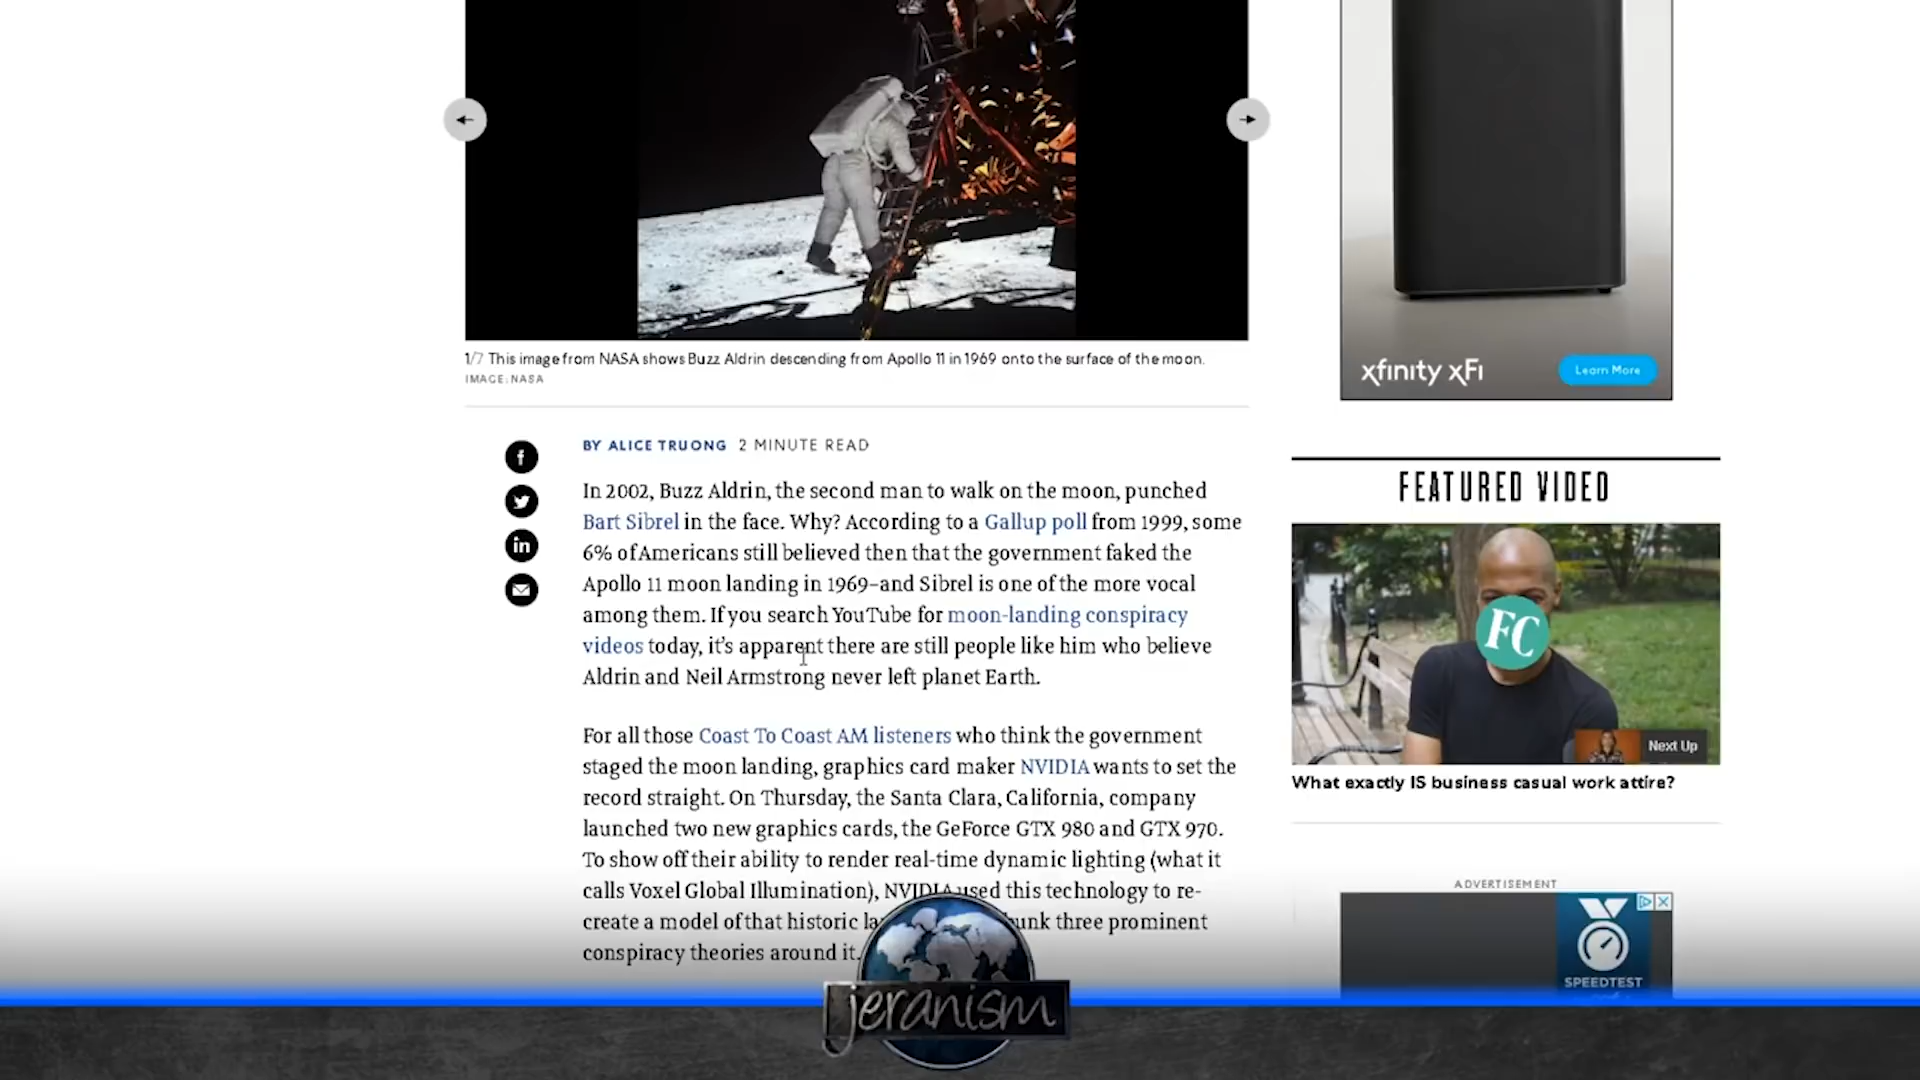 xfinity xFi
Learn More
1/7 This image from NASA shows Buzz Aldrin descending from Apollo 11 in 1969 onto the surface of the moon.
IMAGE: NASA
BY ALICE TRUONG 2 MINUTE READ
In 2002, Buzz Aldrin, the second man to walk on the moon, punched
Bart Sibrel in the face. Why? According to a Gallup poll from 1999, some
6% of Americans still believed then that the government faked the
Apollo 11 moon landing in 1969–and Sibrel is one of the more vocal
among them. If you search YouTube for moon-landing conspiracy
videos today, it's apparent there are still people like him who believe
Aldrin and Neil Armstrong never left planet Earth.
For all those Coast To Coast AM listeners who think the government
staged the moon landing, graphics card maker NVIDIA wants to set the
record straight. On Thursday, the Santa Clara, California, company
launched two new graphics cards, the GeForce GTX 980 and GTX 970.
To show off their ability to render real-time dynamic lighting (what it
calls Voxel Global Illumination), NVIDIA used this technology to re-
create a model of that historic three prominent
conspiracy theories around it.
FEATURED VIDEO
FC
Next Up
What exactly IS business casual work attire?
ADVERTISEMENT
SPEEDTEST
jeranism